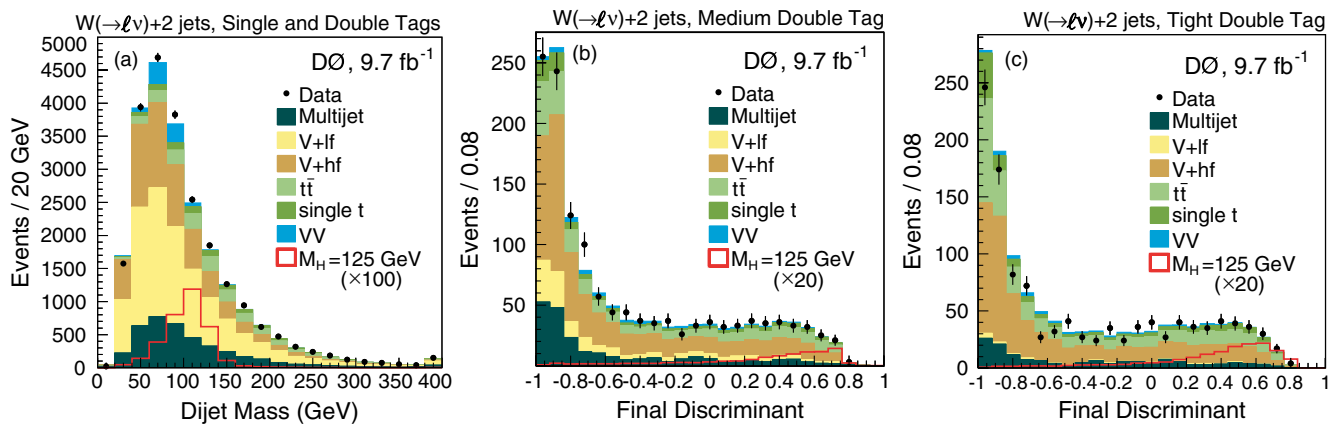 W(→ℓν)+2 jets, Single and Double Tags
(a)
DØ, 9.7 fb⁻¹
Data
Multijet
V+lf
V+hf
tt̄
single t
VV
M_H=125 GeV
(×100)
Events / 20 GeV
5000
4500
4000
3500
3000
2500
2000
1500
1000
500
0
0 50 100 150 200 250 300 350 400
Dijet Mass (GeV)
W(→ℓν)+2 jets, Medium Double Tag
(b)
DØ, 9.7 fb⁻¹
Data
Multijet
V+lf
V+hf
tt̄
single t
VV
M_H=125 GeV
(×20)
Events / 0.08
250
200
150
100
50
0
-1 -0.8 -0.6 -0.4 -0.2 0 0.2 0.4 0.6 0.8 1
Final Discriminant
W(→ℓν)+2 jets, Tight Double Tag
(c)
DØ, 9.7 fb⁻¹
Data
Multijet
V+lf
V+hf
tt̄
single t
VV
M_H=125 GeV
(×20)
Events / 0.08
250
200
150
100
50
0
-1 -0.8 -0.6 -0.4 -0.2 0 0.2 0.4 0.6 0.8 1
Final Discriminant